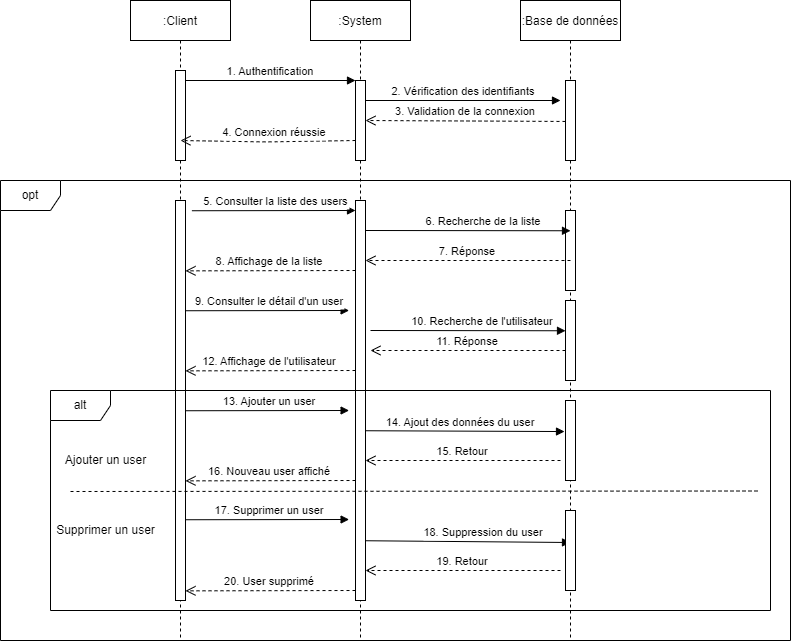 :Client
:System
:Base de données
1. Authentification
2. Vérification des identifiants
3. Validation de la connexion
4. Connexion réussie
opt
5. Consulter la liste des users
6. Recherche de la liste
7. Réponse
8. Affichage de la liste
9. Consulter le détail d'un user
10. Recherche de l'utilisateur
11. Réponse
12. Affichage de l'utilisateur
alt
13. Ajouter un user
14. Ajout des données du user
15. Retour
Ajouter un user
16. Nouveau user affiché
17. Supprimer un user
Supprimer un user
18. Suppression du user
19. Retour
20. User supprimé